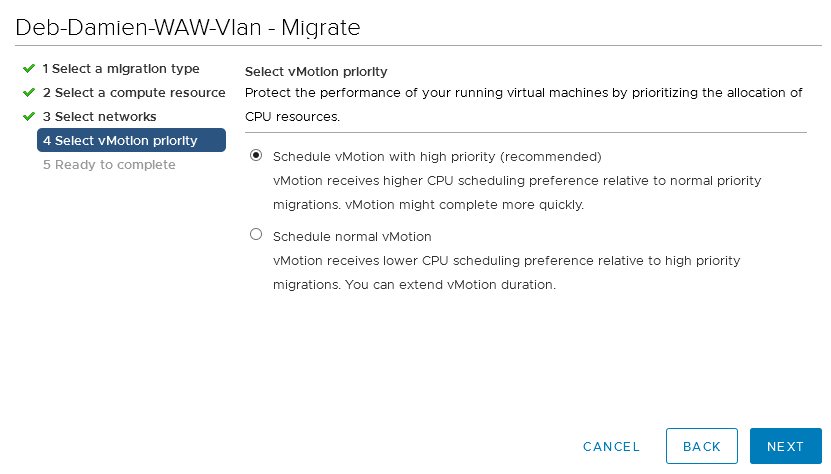 Deb-Damien-WAW-Vlan - Migrate
1 Select a migration type
2 Select a compute resource
3 Select networks
4 Select vMotion priority
5 Ready to complete
Select vMotion priority
Protect the performance of your running virtual machines by prioritizing the allocation of
CPU resources.
Schedule vMotion with high priority (recommended)
vMotion receives higher CPU scheduling preference relative to normal priority
migrations. vMotion might complete more quickly.
Schedule normal vMotion
vMotion receives lower CPU scheduling preference relative to high priority
migrations. You can extend vMotion duration.
CANCEL
BACK
NEXT